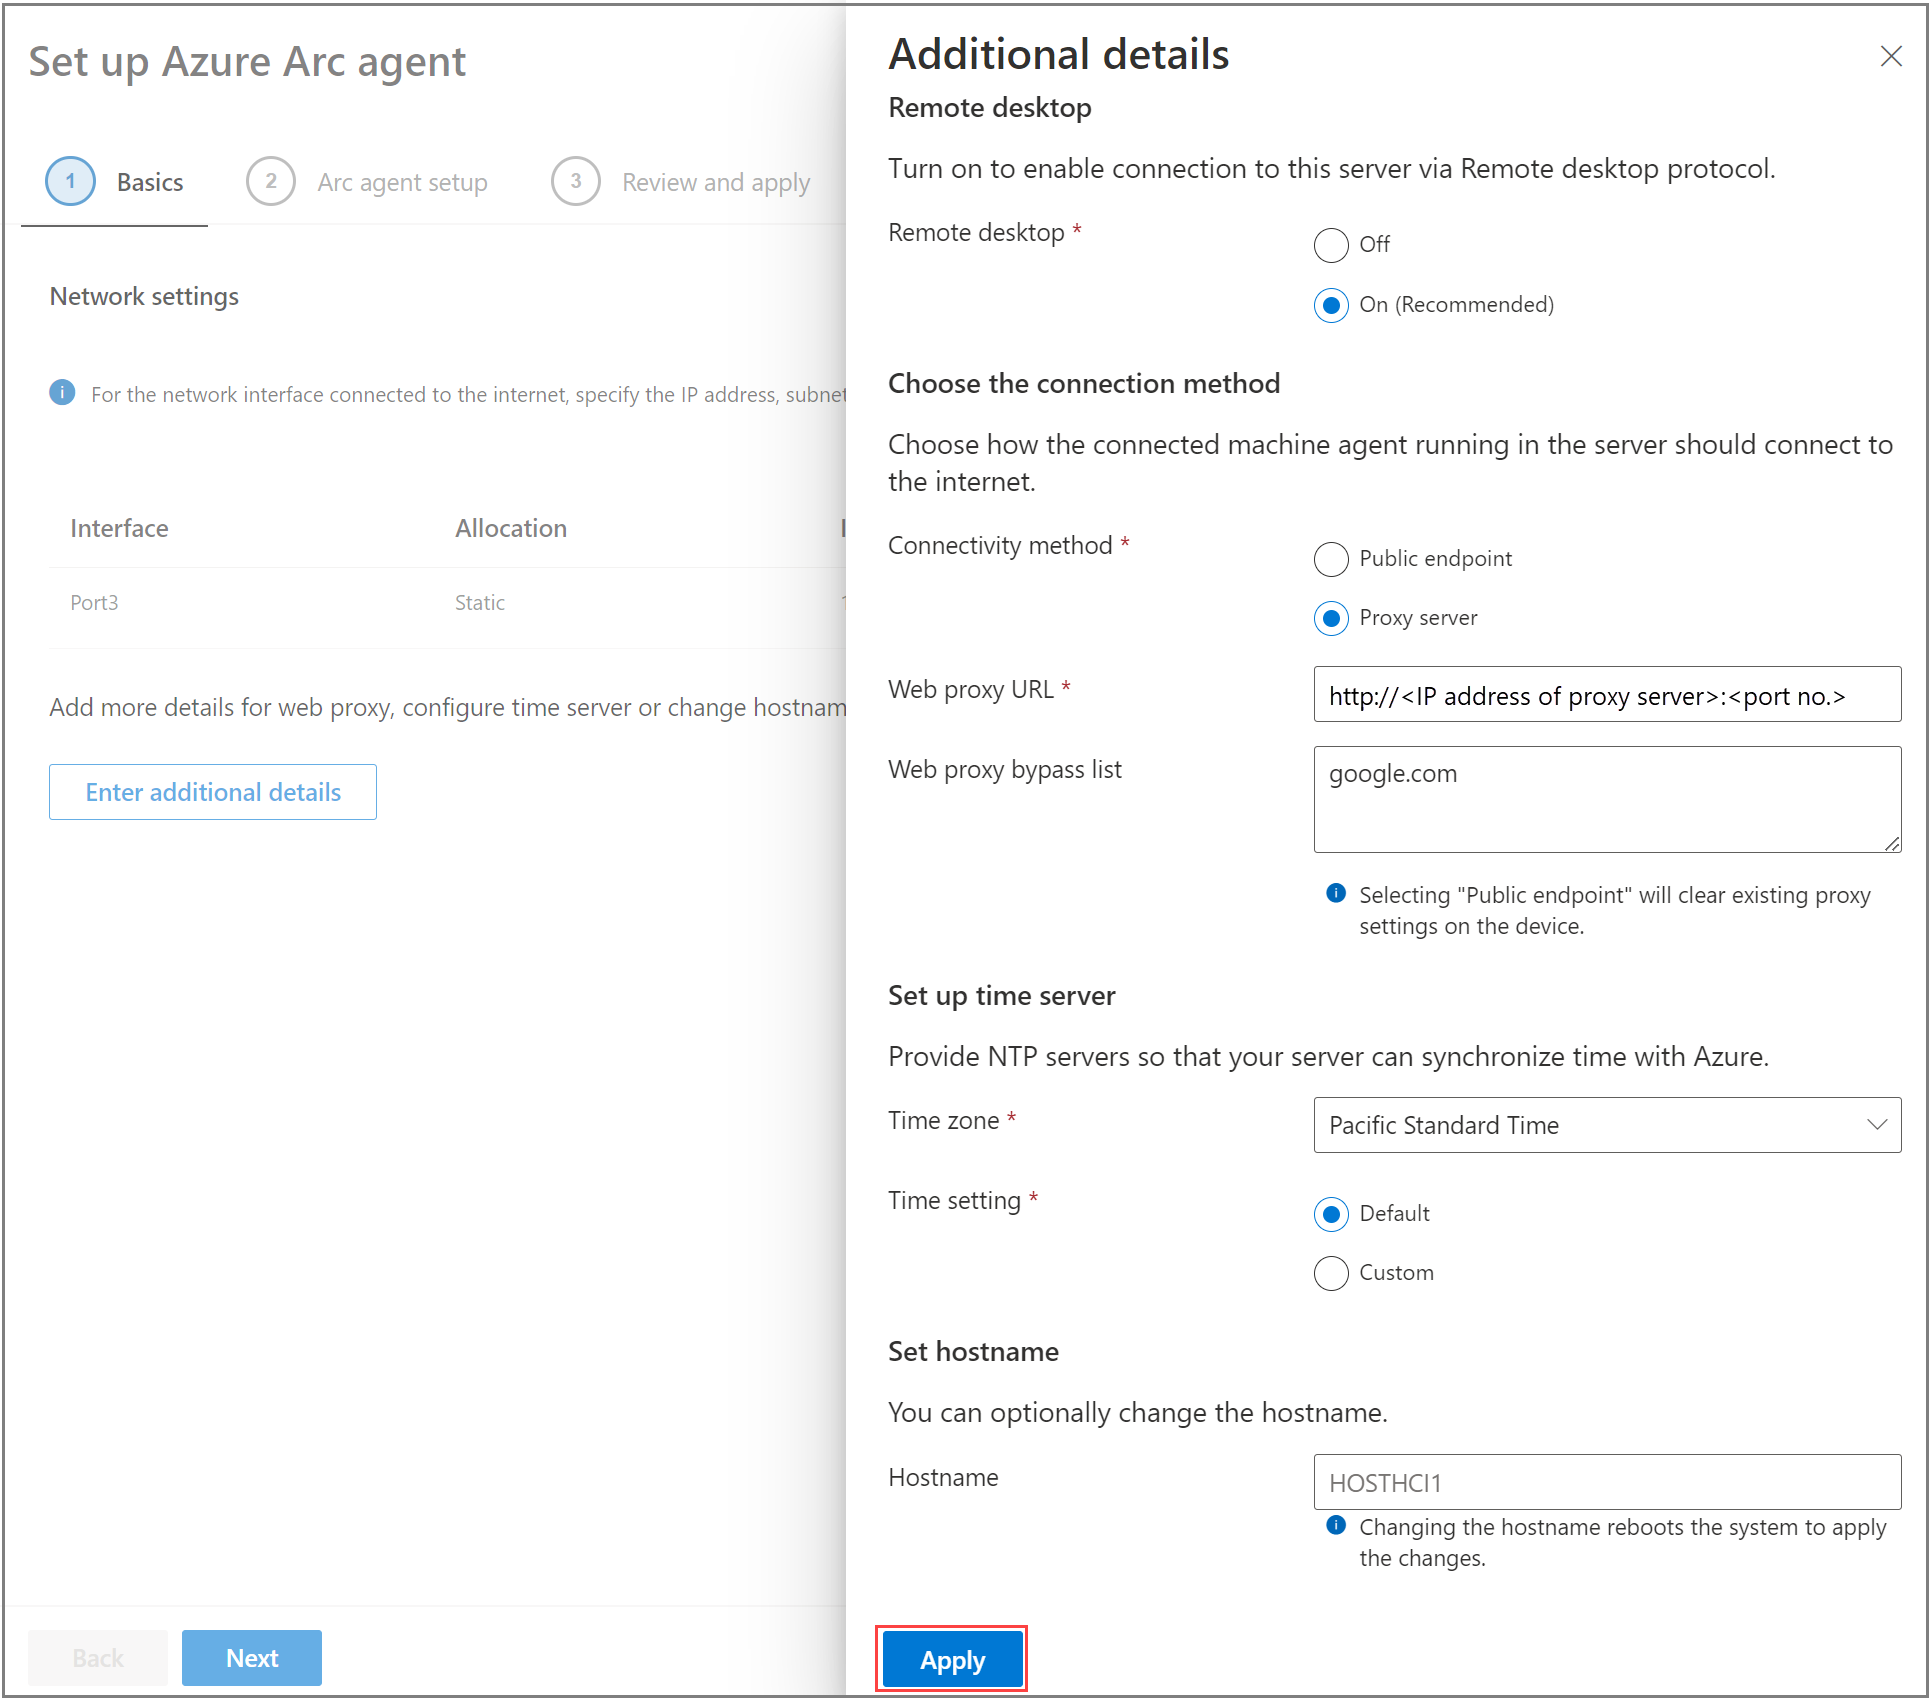 Set up Azure Arc agent
1 Basics
2 Arc agent setup
3 Review and apply
Network settings
For the network interface connected to the internet, specify the IP address, subnet
Interface Allocation
Port3 Static
Add more details for web proxy, configure time server or change hostnam
Enter additional details
Back Next
Additional details
Remote desktop
Turn on to enable connection to this server via Remote desktop protocol.
Remote desktop *
Off
On (Recommended)
Choose the connection method
Choose how the connected machine agent running in the server should connect to
the internet.
Connectivity method *
Public endpoint
Proxy server
Web proxy URL *
http://<IP address of proxy server>:<port no.>
Web proxy bypass list
google.com
Selecting "Public endpoint" will clear existing proxy
settings on the device.
Set up time server
Provide NTP servers so that your server can synchronize time with Azure.
Time zone *
Pacific Standard Time
Time setting *
Default
Custom
Set hostname
You can optionally change the hostname.
Hostname
HOSTHCI1
Changing the hostname reboots the system to apply
the changes.
Apply